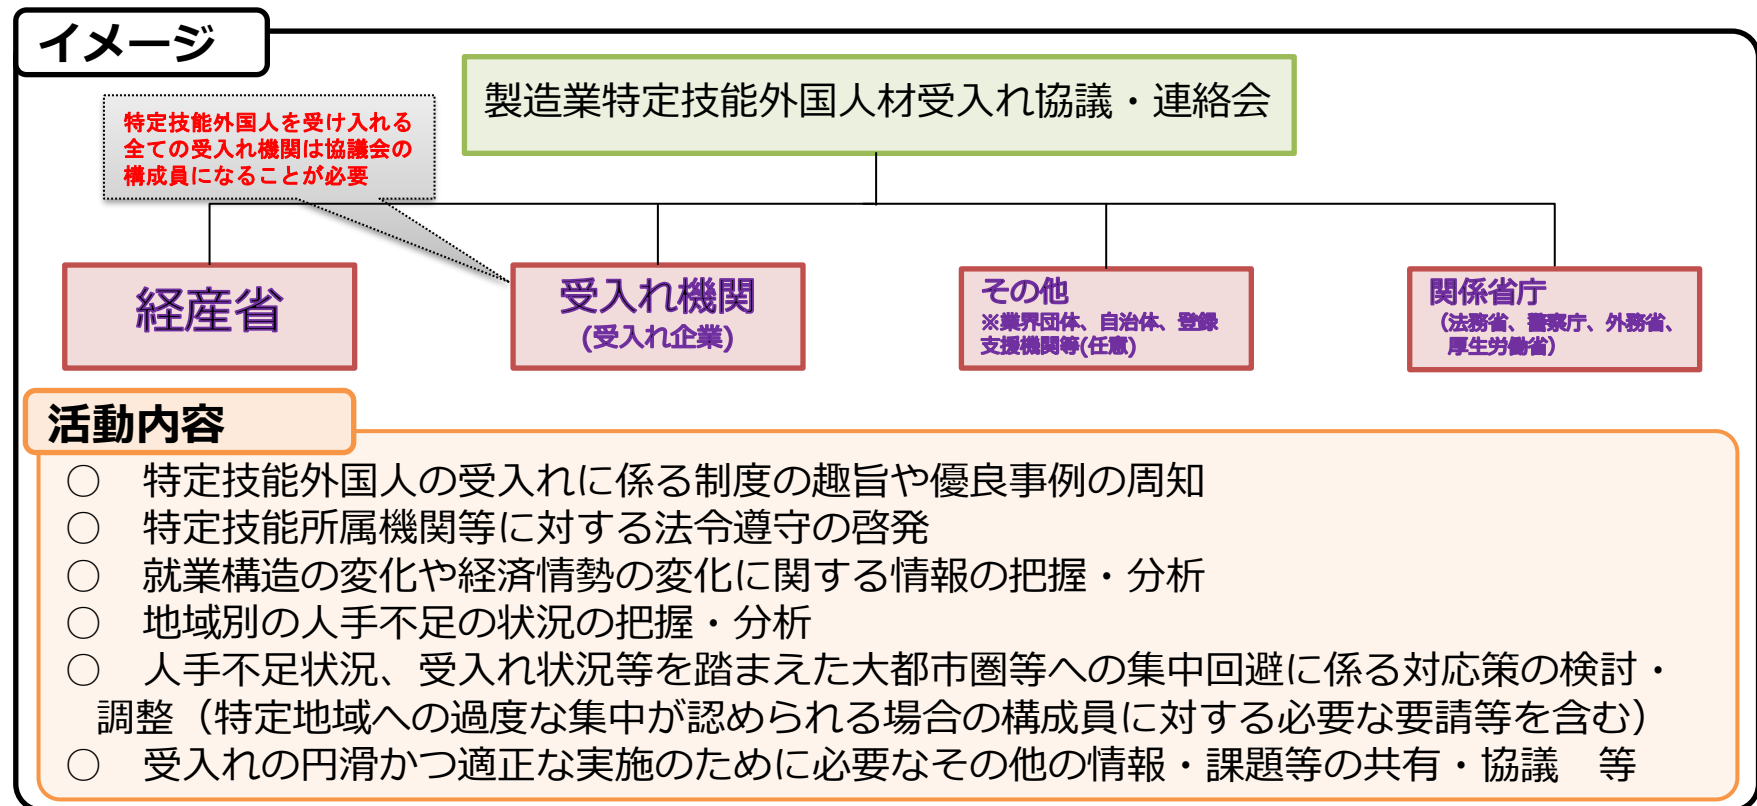 イメージ
製造業特定技能外国人材受入れ協議・連絡会
特定技能外国人を受け入れる
全ての受入れ機関は協議会の
構成員になることが必要
経産省
受入れ機関
(受入れ企業)
その他
※業界団体、自治体、登録
支援機関等(任意)
関係省庁
（法務省、警察庁、外務省、
厚生労働省）
活動内容
○　特定技能外国人の受入れに係る制度の趣旨や優良事例の周知
○　特定技能所属機関等に対する法令遵守の啓発
○　就業構造の変化や経済情勢の変化に関する情報の把握・分析
○　地域別の人手不足の状況の把握・分析
○　人手不足状況、受入れ状況等を踏まえた大都市圏等への集中回避に係る対応策の検討・
調整（特定地域への過度な集中が認められる場合の構成員に対する必要な要請等を含む）
○　受入れの円滑かつ適正な実施のために必要なその他の情報・課題等の共有・協議　等